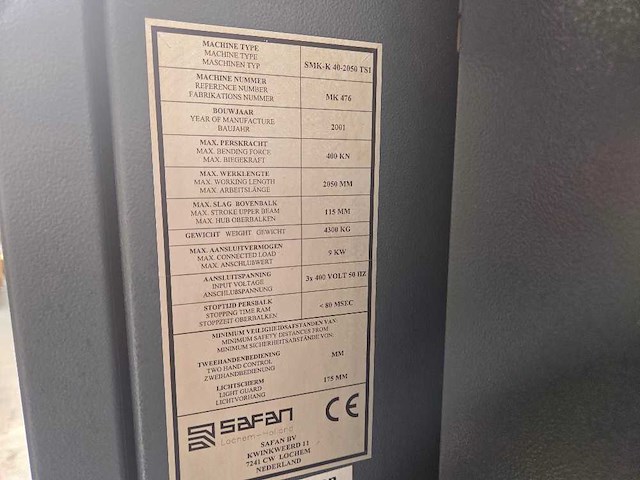 MACHINE TYPE
MACHINE TYPE
MASCHINEN TYP
SMK-K 40-2050 TS1
MACHINE NUMMER
REFERENCE NUMBER
FABRIKATIONS NUMMER
MK 476
BOUWJAAR
YEAR OF MANUFACTURE
BAUJAHR
2001
MAX. PERSKRACHT
MAX. BENDING FORCE
MAX. BIEGEKRAFT
400 KN
MAX. WERKLENGTE
MAX. WORKING LENGTH
MAX. ARBEITSLÄNGE
2050 MM
MAX. SLAG BOVENBALK
MAX. STROKE UPPER BEAM
MAX. HUB OBERBALKEN
115 MM
GEWICHT WEIGHT GEWICHT
4300 KG
MAX. AANSLUITVERMOGEN
MAX. CONNECTED LOAD
MAX. ANSCHLUBWERT
9 KW
AANSLUITSPANNING
INPUT VOLTAGE
ANSCHLUBSPANNUNG
3x 400 VOLT 50 HZ
STOPTIJD PERSBALK
STOPPING TIME RAM
STOPPZEIT OBERBALKEN
< 80 MSEC
MINIMUM VEILIGHEIDSAFSTANDEN VAN:
MINIMUM SAFETY DISTANCES FROM
MINIMUM SICHERHEITSABSTÄNDE VON:
TWEEHANDENBEDIENING
TWO HAND CONTROL
ZWEIHANDBEDIENUNG
MM
LICHTSCHERM
LIGHT GUARD
LICHTVORHANG
175 MM
SAFAN
Lochem-Holland
CE
SAFAN BV
KWINKWEERD 11
7241 CW LOCHEM
NEDERLAND